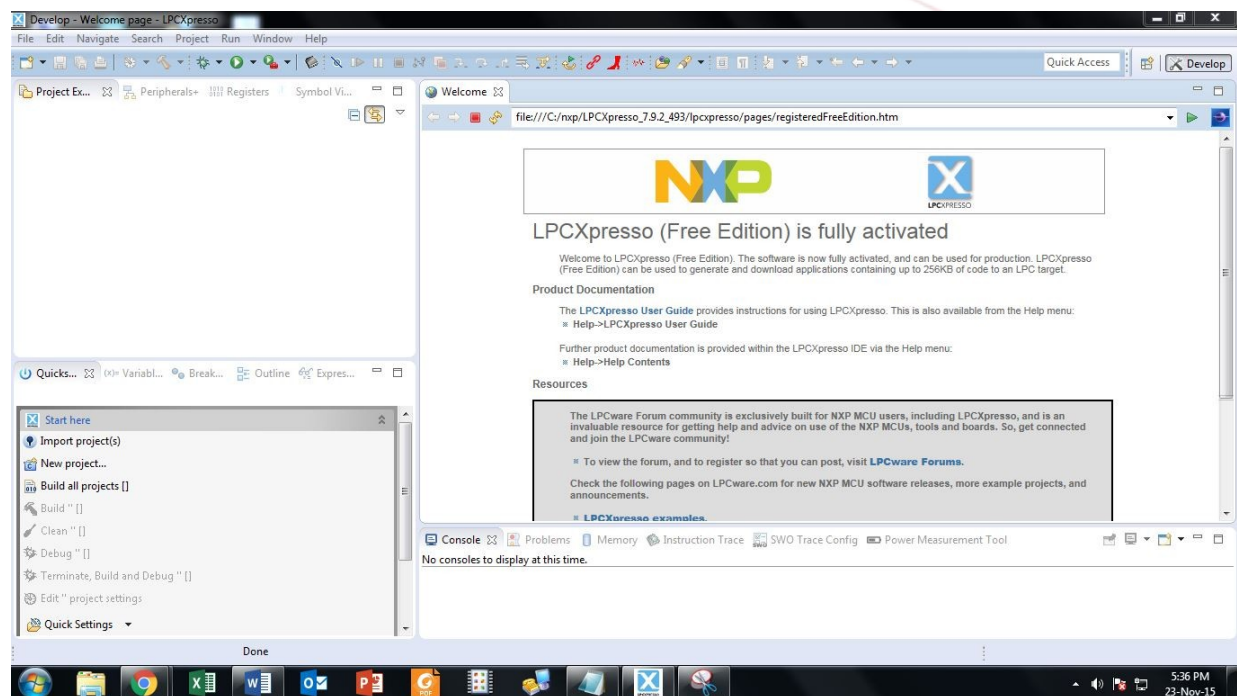 Develop - Welcome page - LPCXpresso
File Edit Navigate Search Project Run Window Help
Quick Access
Develop
Project Ex... Peripherals+ Registers Symbol Vi...
Welcome
file:///C:/nxp/LPCXpresso_7.9.2_493/lpcxpresso/pages/registeredFreeEdition.htm
NXP
X
LPCXPRESSO
LPCXpresso (Free Edition) is fully activated
Welcome to LPCXpresso (Free Edition). The software is now fully activated, and can be used for production. LPCXpresso
(Free Edition) can be used to generate and download applications containing up to 256KB of code to an LPC target.
Product Documentation
The LPCXpresso User Guide provides instructions for using LPCXpresso. This is also available from the Help menu:
Help->LPCXpresso User Guide
Further product documentation is provided within the LPCXpresso IDE via the Help menu:
Help->Help Contents
Resources
The LPCware Forum community is exclusively built for NXP MCU users, including LPCXpresso, and is an
invaluable resource for getting help and advice on use of the NXP MCUs, tools and boards. So, get connected
and join the LPCware community!
To view the forum, and to register so that you can post, visit LPCware Forums.
Check the following pages on LPCware.com for new NXP MCU software releases, more example projects, and
announcements.
LPCXpresso examples.
Quicks... (x)= Variabl... Break... Outline Expres...
Start here
Import project(s)
New project...
Build all projects []
Build '' []
Clean '' []
Debug '' []
Terminate, Build and Debug '' []
Edit '' project settings
Quick Settings
Console Problems Memory Instruction Trace SWO Trace Config Power Measurement Tool
No consoles to display at this time.
Done
5:36 PM
23-Nov-15